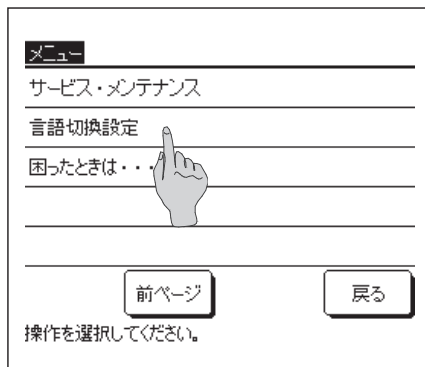 メニュー
サービス・メンテナンス
言語切換設定
困ったときは・・・
前ページ 戻る
操作を選択してください。